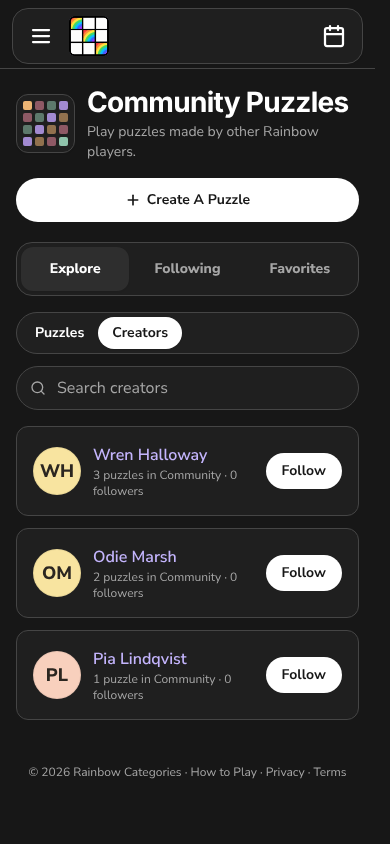 Community Puzzles
Play puzzles made by other Rainbow
players.
+ Create A Puzzle
Explore
Following
Favorites
Puzzles
Creators
Search creators
WH
Wren Halloway
3 puzzles in Community · 0
followers
Follow
OM
Odie Marsh
2 puzzles in Community · 0
followers
Follow
PL
Pia Lindqvist
1 puzzle in Community · 0
followers
Follow
© 2026 Rainbow Categories · How to Play · Privacy · Terms